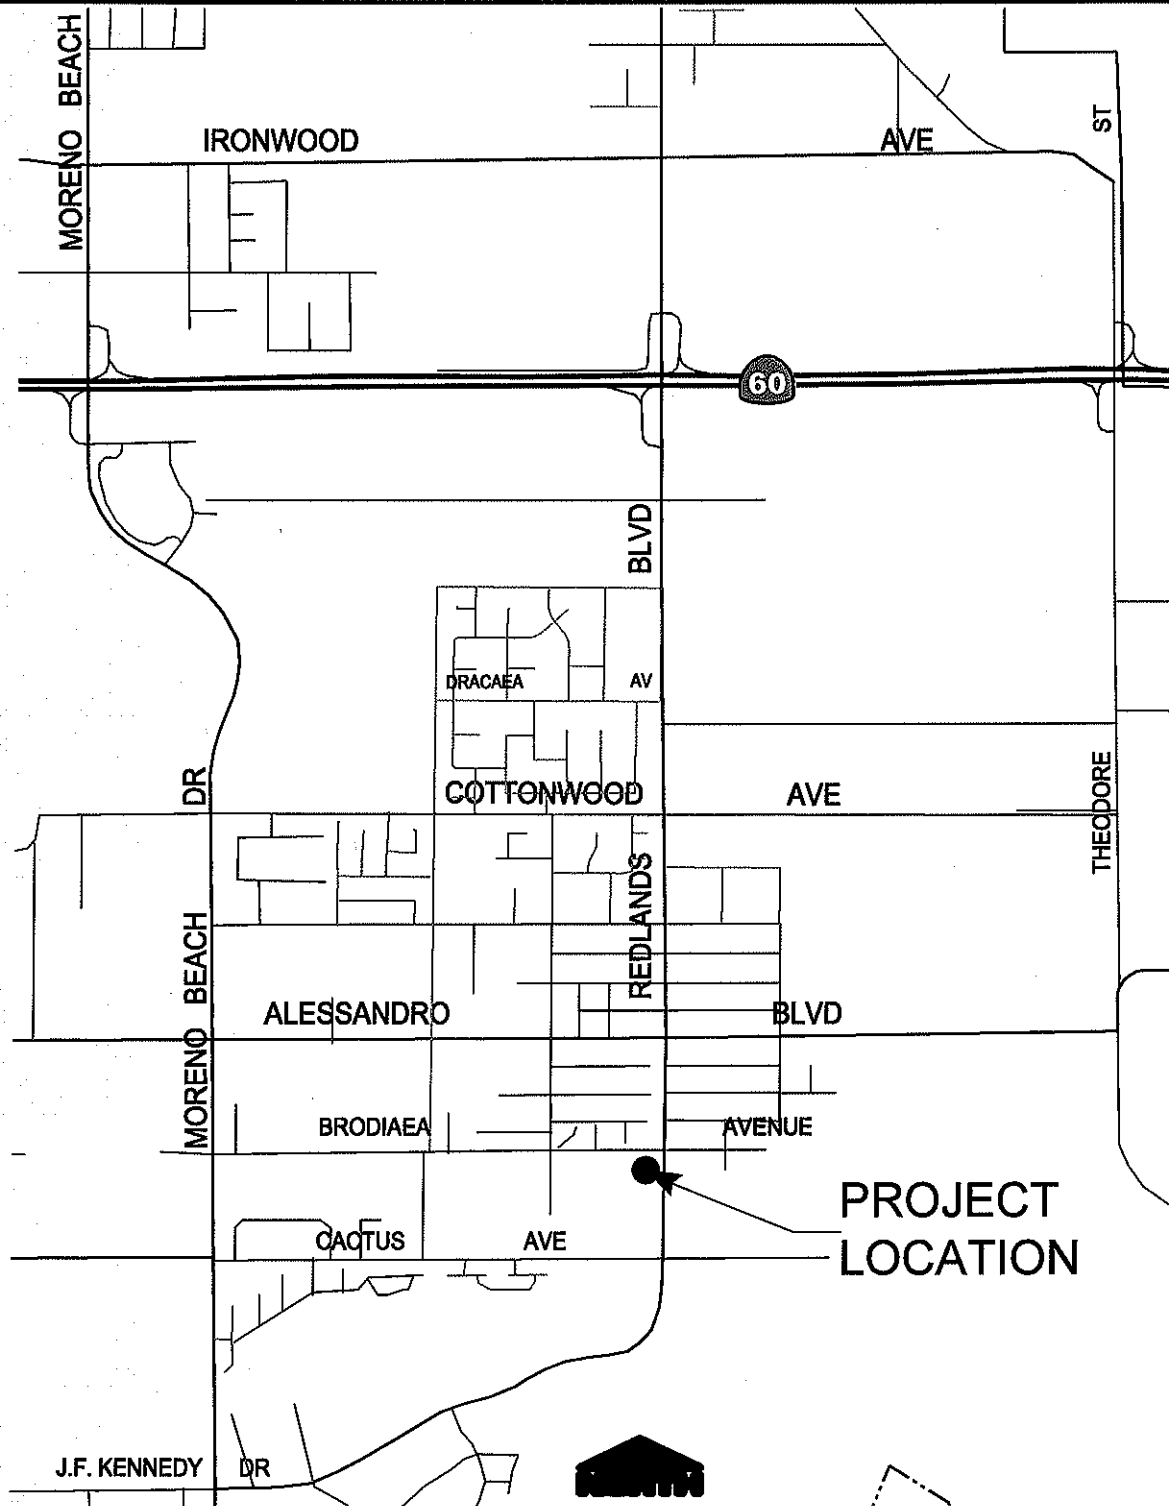 MORENO BEACH
IRONWOOD AVE
ST
60
BLVD
DRACAEA AV
DR
COTTONWOOD AVE
THEODORE
REDLANDS
MORENO BEACH
ALESSANDRO BLVD
BRODIAEA AVENUE
PROJECT
LOCATION
CACTUS AVE
J.F. KENNEDY DR
NORTH